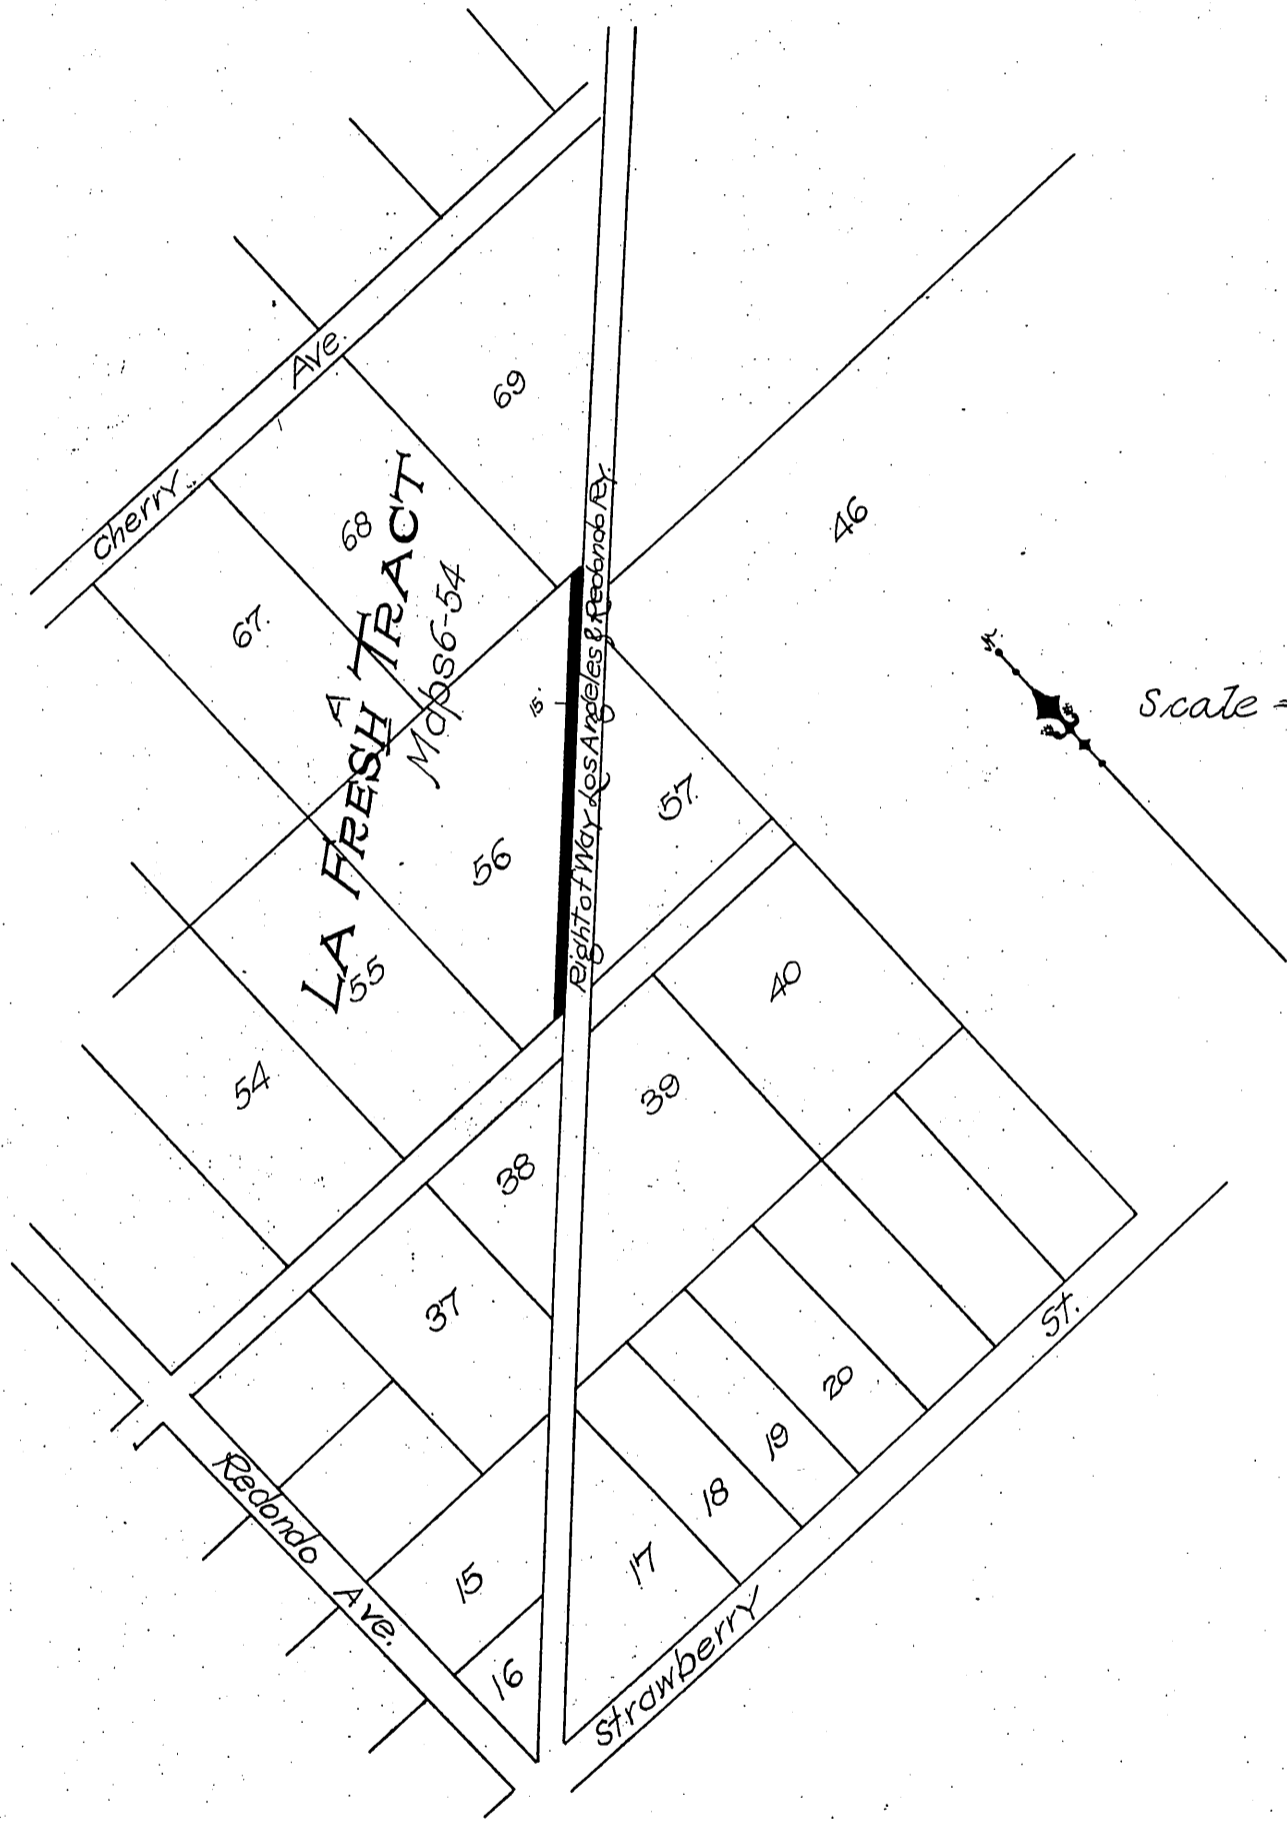 Cherry Ave.
69
68
67.
LA FRESH A TRACT
Maps 6-54
46
15'
Right of Way Los Angeles & Redondo Ry.
Scale =
57.
56
55
54
40
39
38
37
20
19
18
17
15
16
Redondo Ave.
Strawberry St.